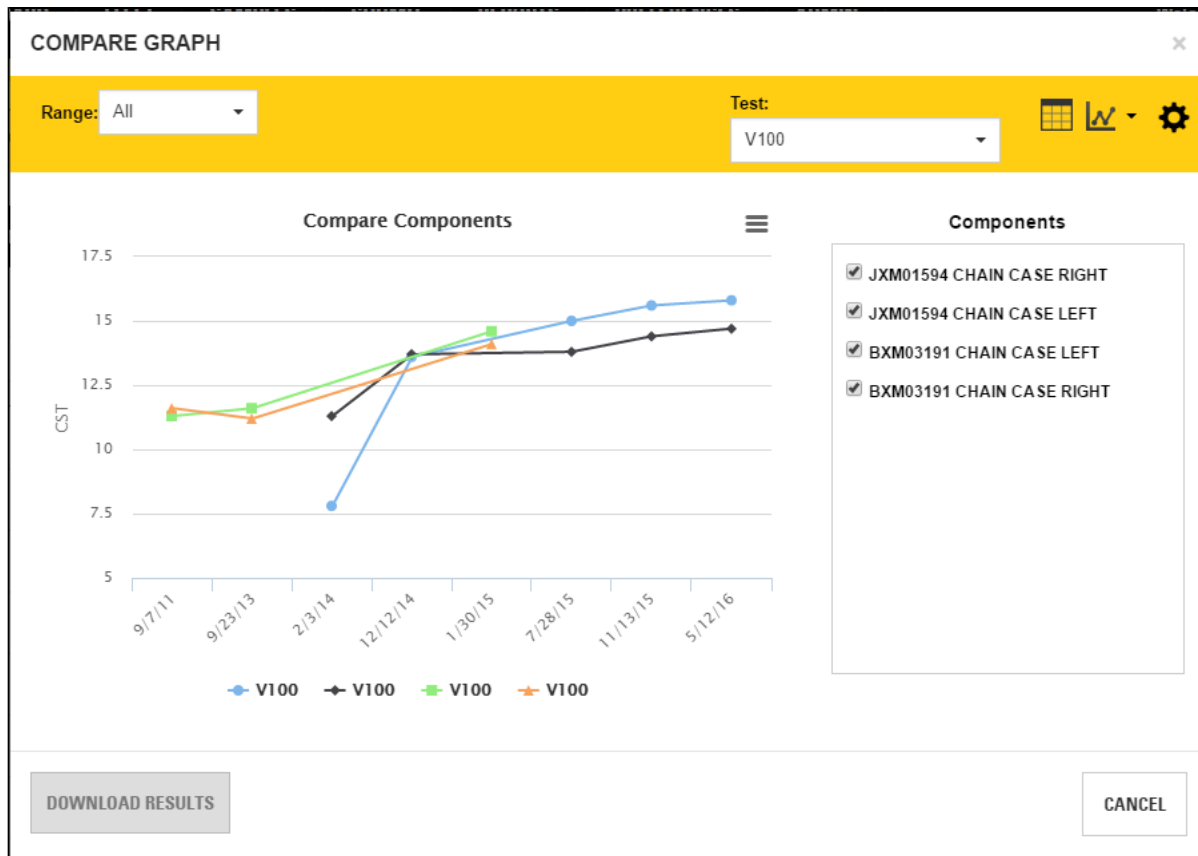 COMPARE GRAPH
×
Range: All
Test:
V100
Compare Components
17.5
15
12.5
10
7.5
5
CST
9/7/11
9/23/13
2/3/14
12/12/14
1/30/15
7/28/15
11/13/15
5/12/16
V100 V100 V100 V100
Components
JXM01594 CHAIN CASE RIGHT
JXM01594 CHAIN CASE LEFT
BXM03191 CHAIN CASE LEFT
BXM03191 CHAIN CASE RIGHT
DOWNLOAD RESULTS
CANCEL